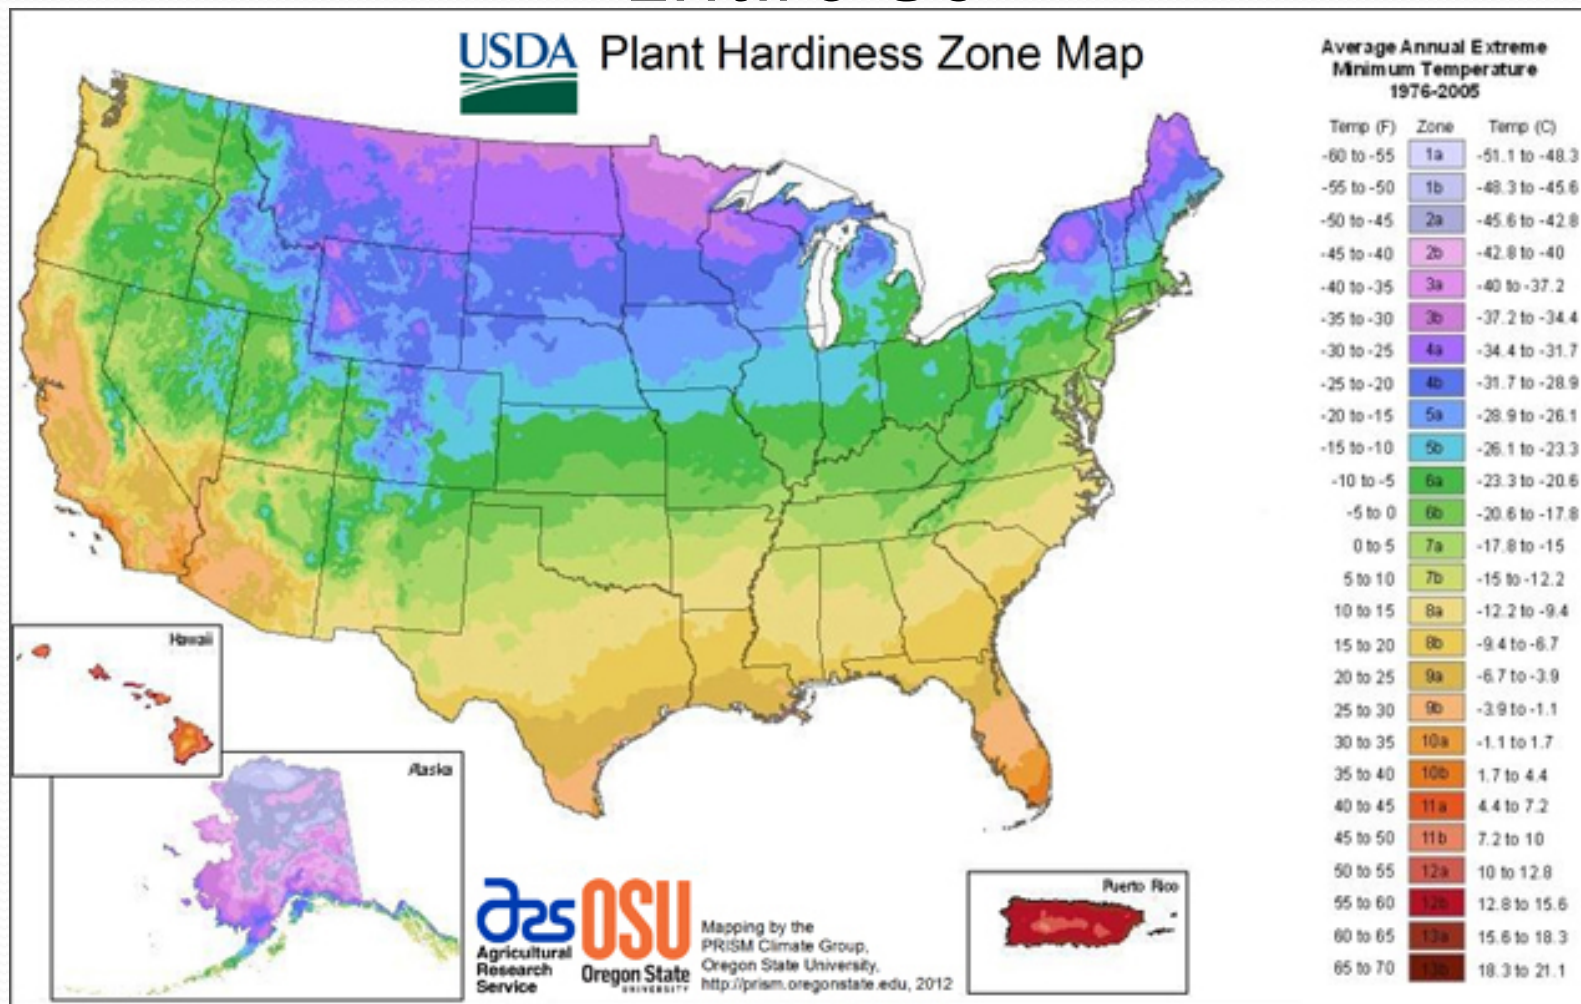 USDA Plant Hardiness Zone Map
Average Annual Extreme
Minimum Temperature
1976-2005
Temp (F) Zone Temp (C)
-60 to -55 1a -51.1 to -48.3
-55 to -50 1b -48.3 to -45.6
-50 to -45 2a -45.6 to -42.8
-45 to -40 2b -42.8 to -40
-40 to -35 3a -40 to -37.2
-35 to -30 3b -37.2 to -34.4
-30 to -25 4a -34.4 to -31.7
-25 to -20 4b -31.7 to -28.9
-20 to -15 5a -28.9 to -26.1
-15 to -10 5b -26.1 to -23.3
-10 to -5 6a -23.3 to -20.6
-5 to 0 6b -20.6 to -17.8
0 to 5 7a -17.8 to -15
5 to 10 7b -15 to -12.2
10 to 15 8a -12.2 to -9.4
15 to 20 8b -9.4 to -6.7
20 to 25 9a -6.7 to -3.9
25 to 30 9b -3.9 to -1.1
30 to 35 10a -1.1 to 1.7
35 to 40 10b 1.7 to 4.4
40 to 45 11a 4.4 to 7.2
45 to 50 11b 7.2 to 10
50 to 55 12a 10 to 12.8
55 to 60 12b 12.8 to 15.6
60 to 65 13a 15.6 to 18.3
65 to 70 13b 18.3 to 21.1
Hawaii
Alaska
Puerto Rico
ars
Agricultural
Research
Service
OSU
Oregon State
UNIVERSITY
Mapping by the
PRISM Climate Group,
Oregon State University,
http://prism.oregonstate.edu, 2012